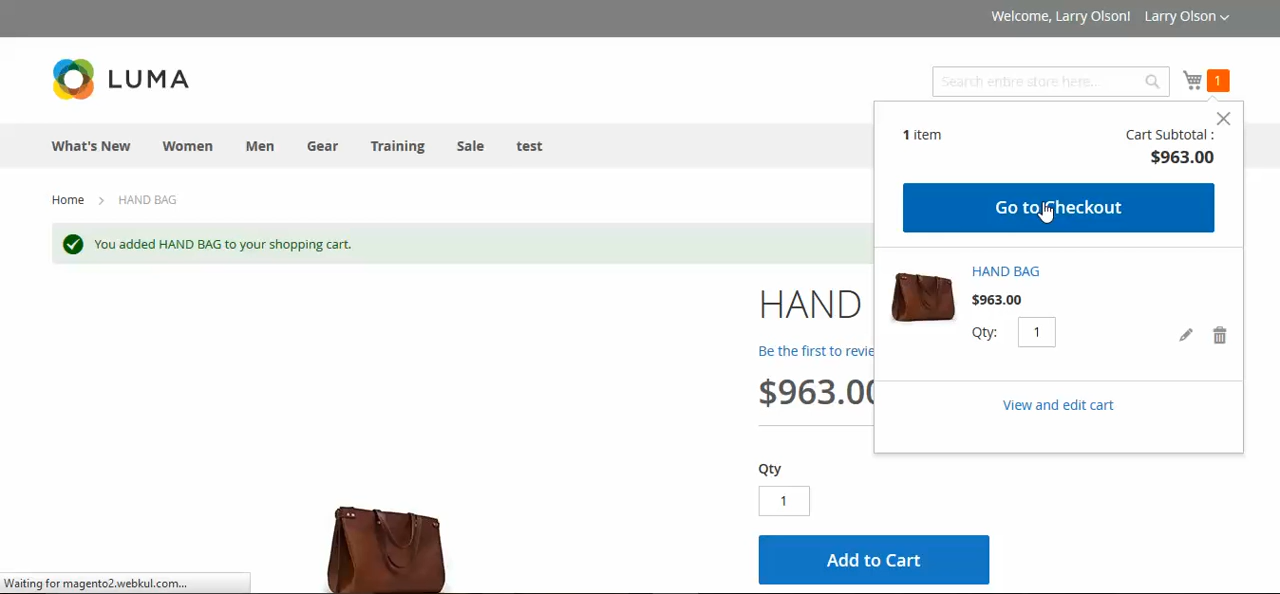 Welcome, Larry Olson! Larry Olson
LUMA
Search entire store here...
1
What's New Women Men Gear Training Sale test
1 item
Cart Subtotal :
$963.00
Go to Checkout
Home > HAND BAG
You added HAND BAG to your shopping cart.
HAND BAG
$963.00
Qty: 1
View and edit cart
HAND
Be the first to revie
$963.00
Qty
1
Add to Cart
Waiting for magento2.webkul.com...